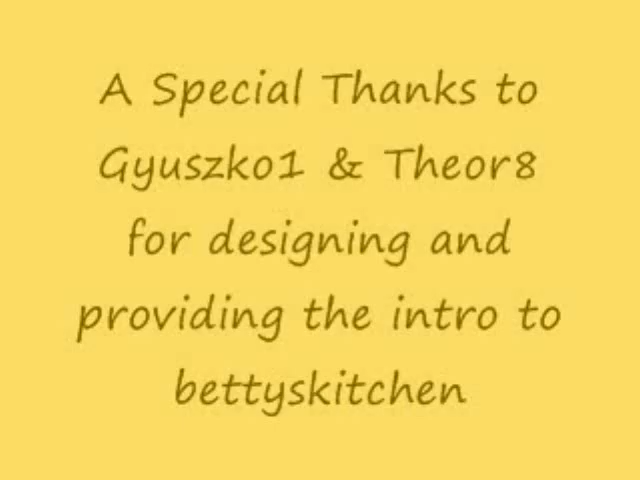 A Special Thanks to
Gyuszko1 & Theor8
for designing and
providing the intro to
bettyskitchen